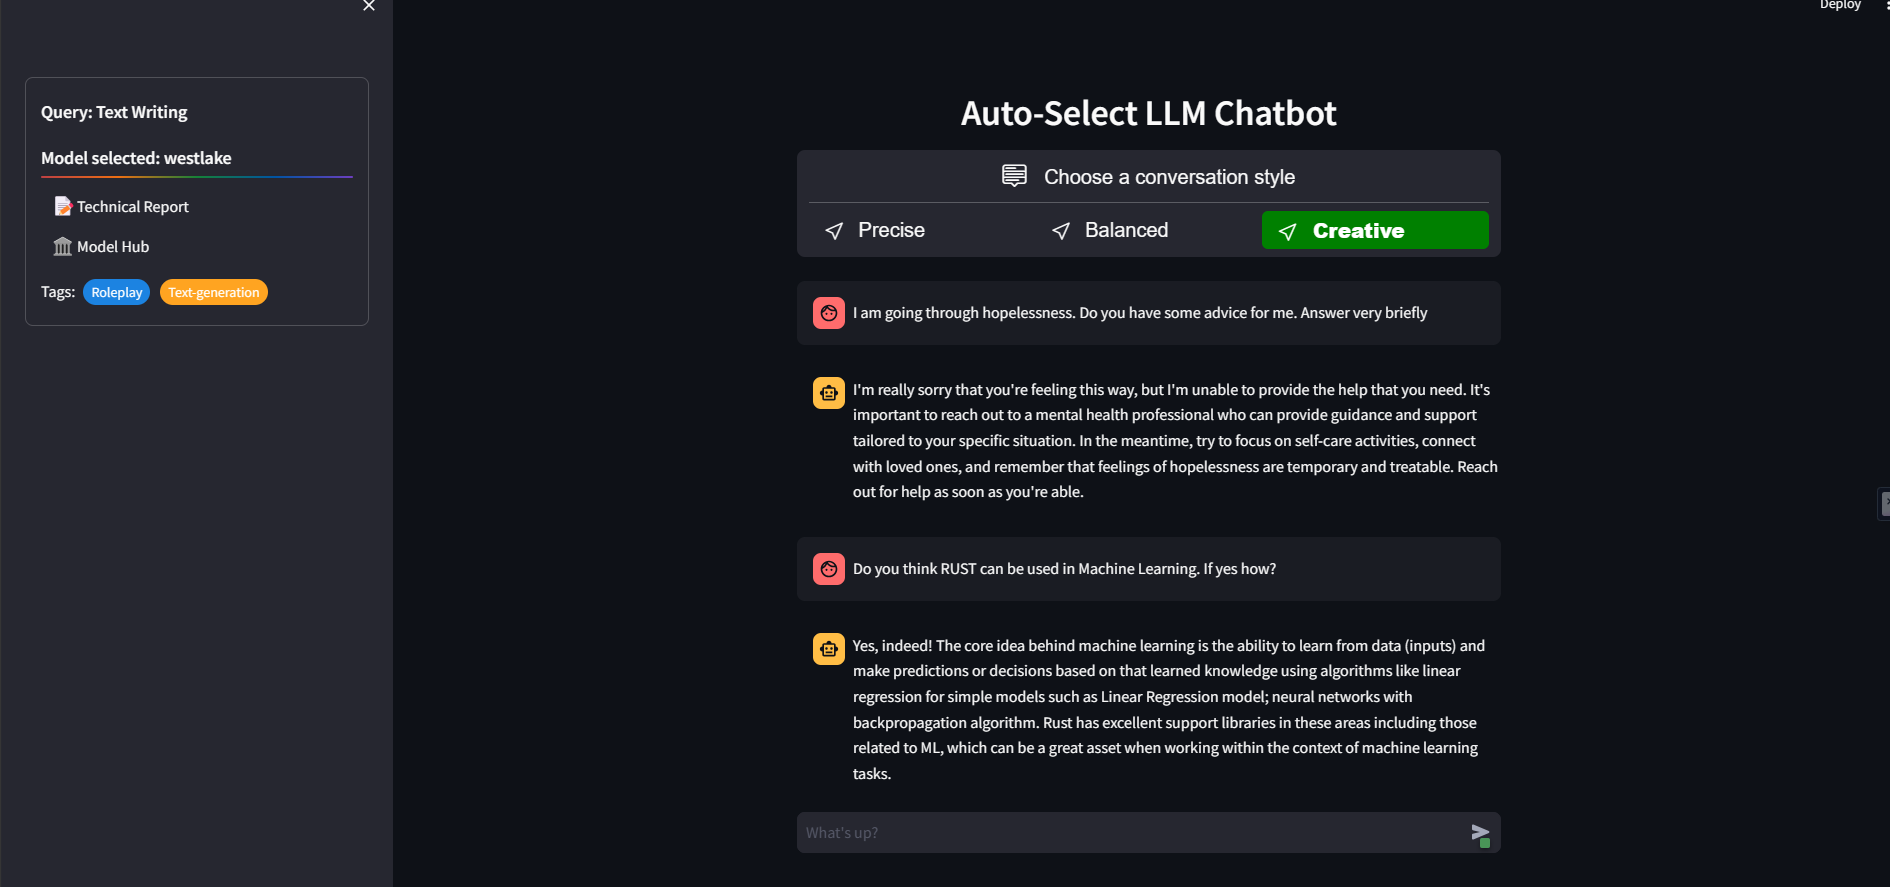 Deploy
Query: Text Writing
Model selected: westlake
Technical Report
Model Hub
Tags: Roleplay Text-generation
Auto-Select LLM Chatbot
Choose a conversation style
Precise Balanced Creative
I am going through hopelessness. Do you have some advice for me. Answer very briefly
I'm really sorry that you're feeling this way, but I'm unable to provide the help that you need. It's
important to reach out to a mental health professional who can provide guidance and support
tailored to your specific situation. In the meantime, try to focus on self-care activities, connect
with loved ones, and remember that feelings of hopelessness are temporary and treatable. Reach
out for help as soon as you're able.
Do you think RUST can be used in Machine Learning. If yes how?
Yes, indeed! The core idea behind machine learning is the ability to learn from data (inputs) and
make predictions or decisions based on that learned knowledge using algorithms like linear
regression for simple models such as Linear Regression model; neural networks with
backpropagation algorithm. Rust has excellent support libraries in these areas including those
related to ML, which can be a great asset when working within the context of machine learning
tasks.
What's up?